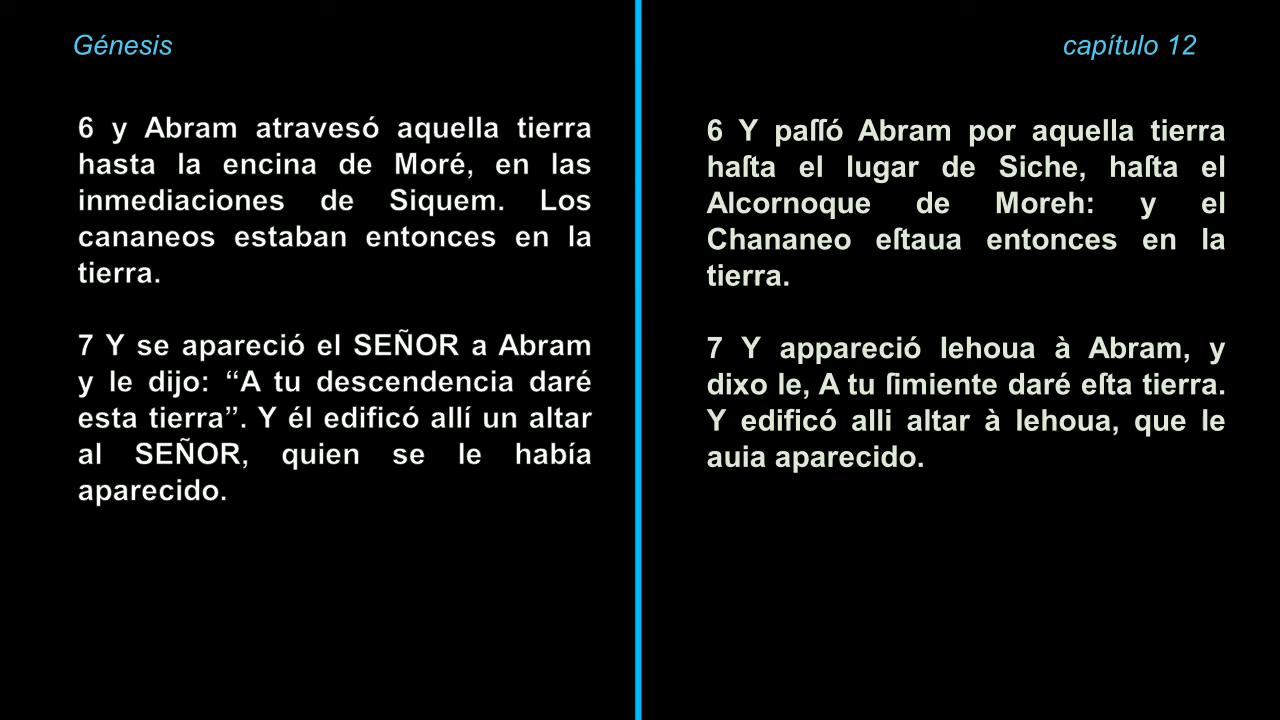 Génesis
capítulo 12
6 y Abram atravesó aquella tierra
hasta la encina de Moré, en las
inmediaciones de Siquem. Los
cananeos estaban entonces en la
tierra.
7 Y se apareció el SEÑOR a Abram
y le dijo: “A tu descendencia daré
esta tierra”. Y él edificó allí un altar
al SEÑOR, quien se le había
aparecido.
6 Y paſſó Abram por aquella tierra
haſta el lugar de Siche, haſta el
Alcornoque de Moreh: y el
Chananeo eſtaua entonces en la
tierra.
7 Y appareció Iehoua à Abram, y
dixo le, A tu ſimiente daré eſta tierra.
Y edificó alli altar à Iehoua, que le
auia aparecido.